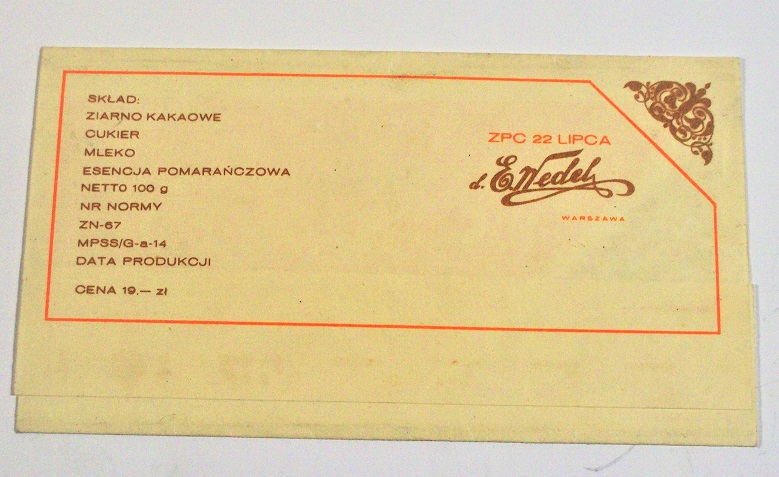 SKŁAD:
ZIARNO KAKAOWE
CUKIER
MLEKO
ESENCJA POMARAŃCZOWA
NETTO 100 g
NR NORMY
ZN-67
MPSS/G-a-14
DATA PRODUKCJI
CENA 19,— zł
ZPC 22 LIPCA
d. E. Wedel
WARSZAWA